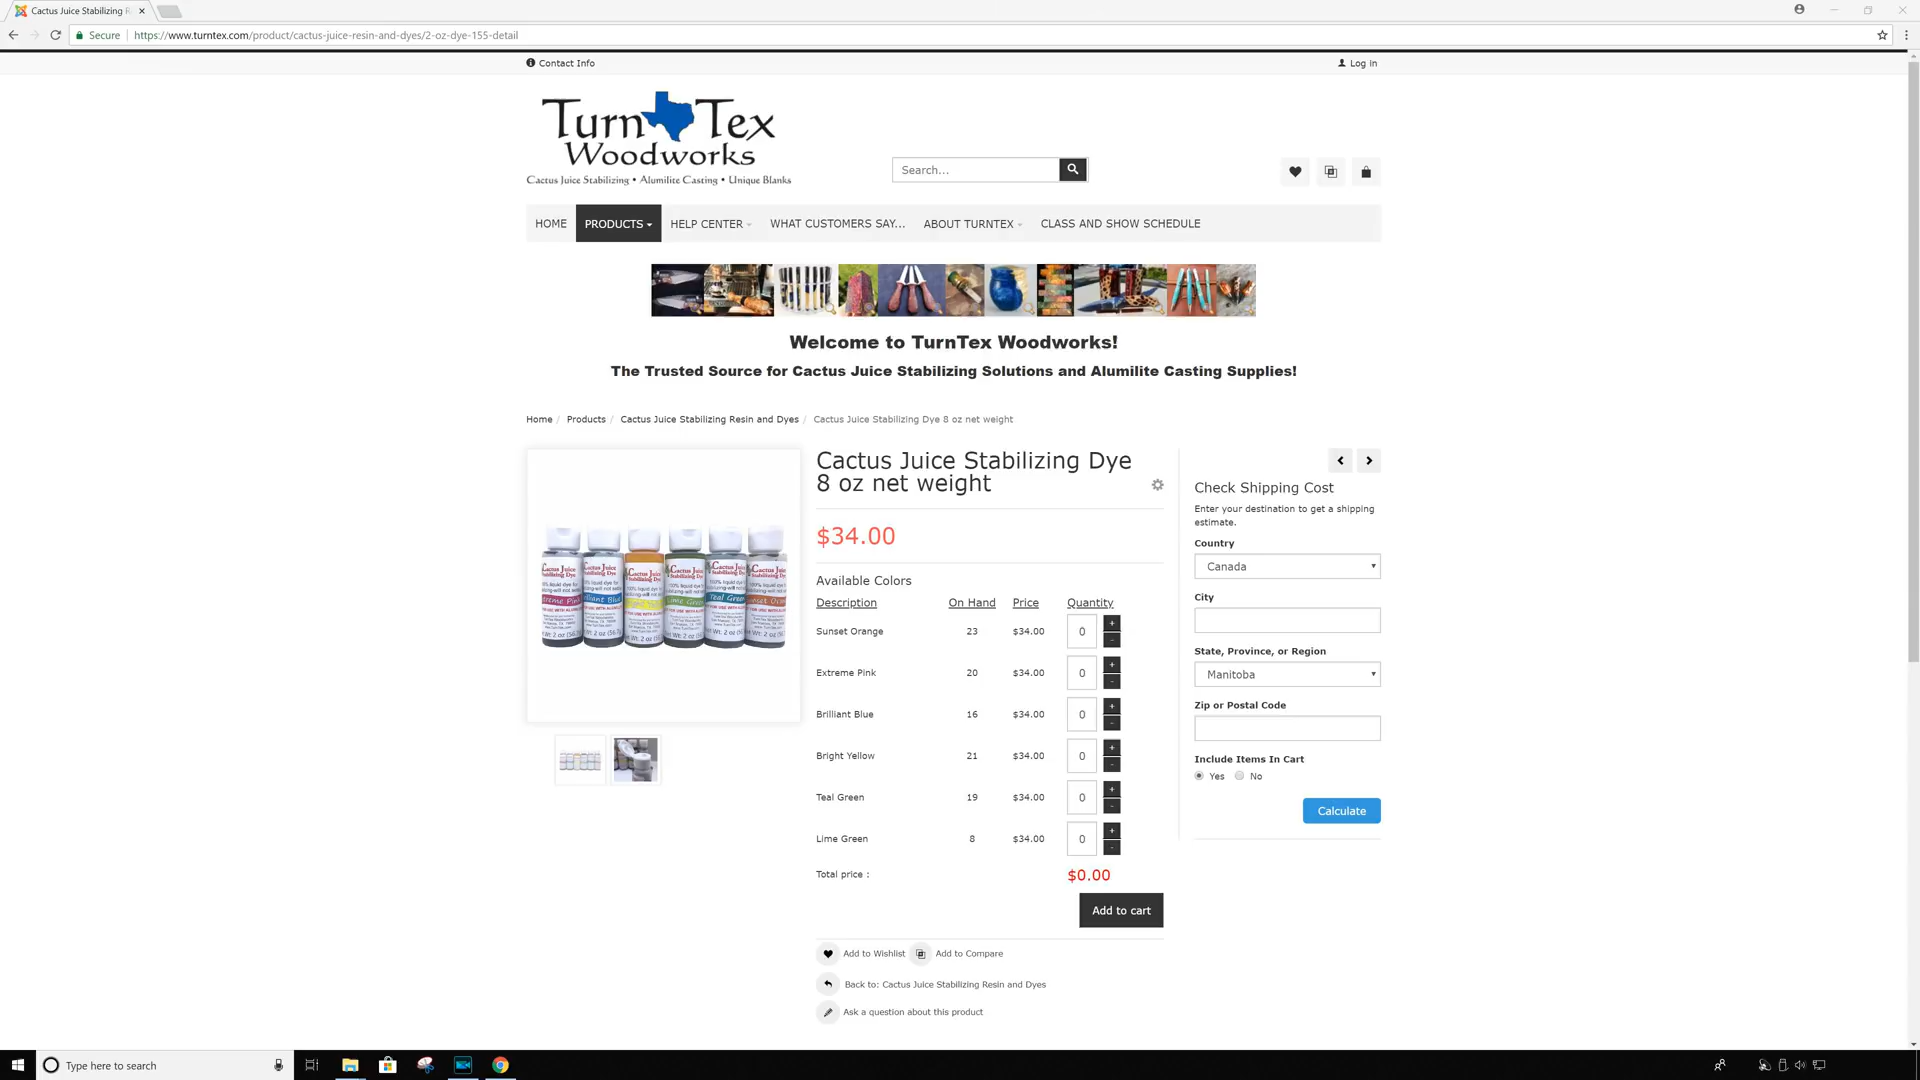 Cactus Juice Stabilizing R
Secure
https://www.turntex.com/product/cactus-juice-resin-and-dyes/2-oz-dye-155-detail
Contact Info
Log in
Turn Tex
Woodworks
Cactus Juice Stabilizing • Alumilite Casting • Unique Blanks
Search...
HOME
PRODUCTS
HELP CENTER
WHAT CUSTOMERS SAY...
ABOUT TURNTEX
CLASS AND SHOW SCHEDULE
Welcome to TurnTex Woodworks!
The Trusted Source for Cactus Juice Stabilizing Solutions and Alumilite Casting Supplies!
Home / Products / Cactus Juice Stabilizing Resin and Dyes / Cactus Juice Stabilizing Dye 8 oz net weight
Cactus Juice Stabilizing Dye
8 oz net weight
$34.00
Available Colors
Description On Hand Price Quantity
Sunset Orange 23 $34.00 0 + -
Extreme Pink 20 $34.00 0 + -
Brilliant Blue 16 $34.00 0 + -
Bright Yellow 21 $34.00 0 + -
Teal Green 19 $34.00 0 + -
Lime Green 8 $34.00 0 + -
Total price : $0.00
Add to cart
Add to Wishlist
Add to Compare
Back to: Cactus Juice Stabilizing Resin and Dyes
Ask a question about this product
Check Shipping Cost
Enter your destination to get a shipping
estimate.
Country
Canada
City
State, Province, or Region
Manitoba
Zip or Postal Code
Include Items In Cart
Yes No
Calculate
Type here to search